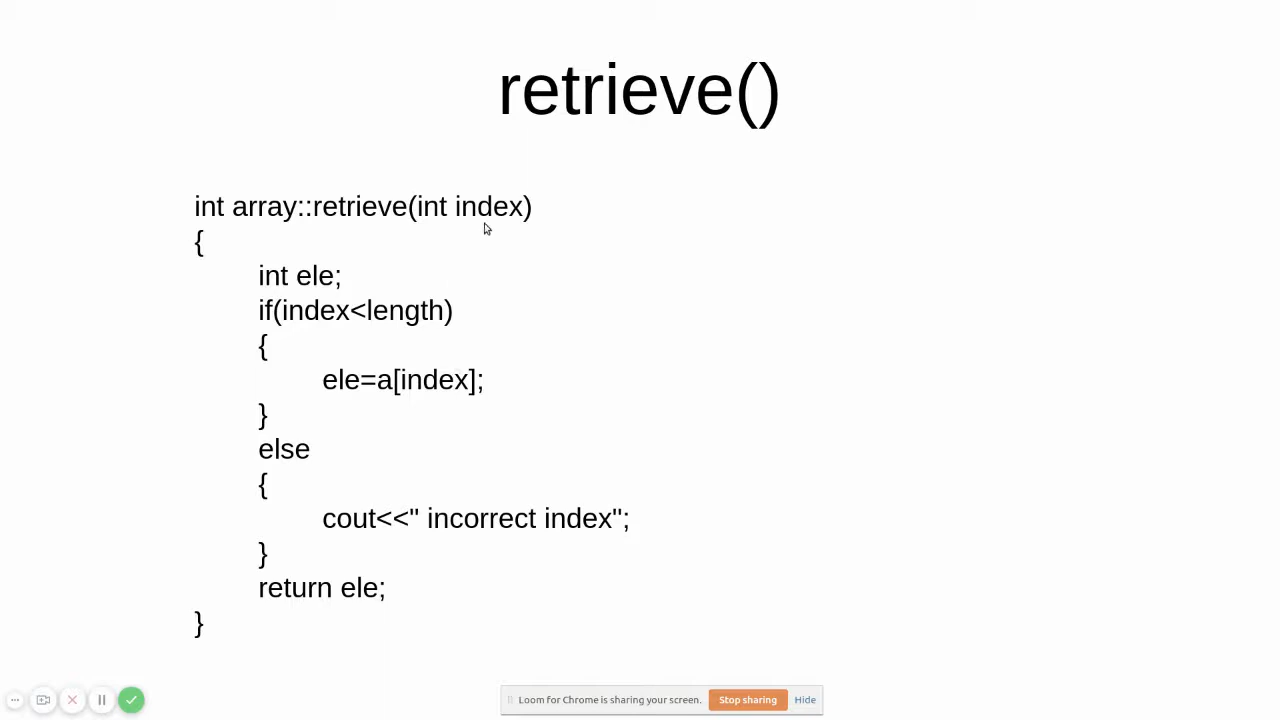 retrieve()
int array::retrieve(int index)
{
int ele;
if(index<length)
{
ele=a[index];
}
else
{
cout<<" incorrect index";
}
return ele;
}
Loom for Chrome is sharing your screen. Stop sharing Hide